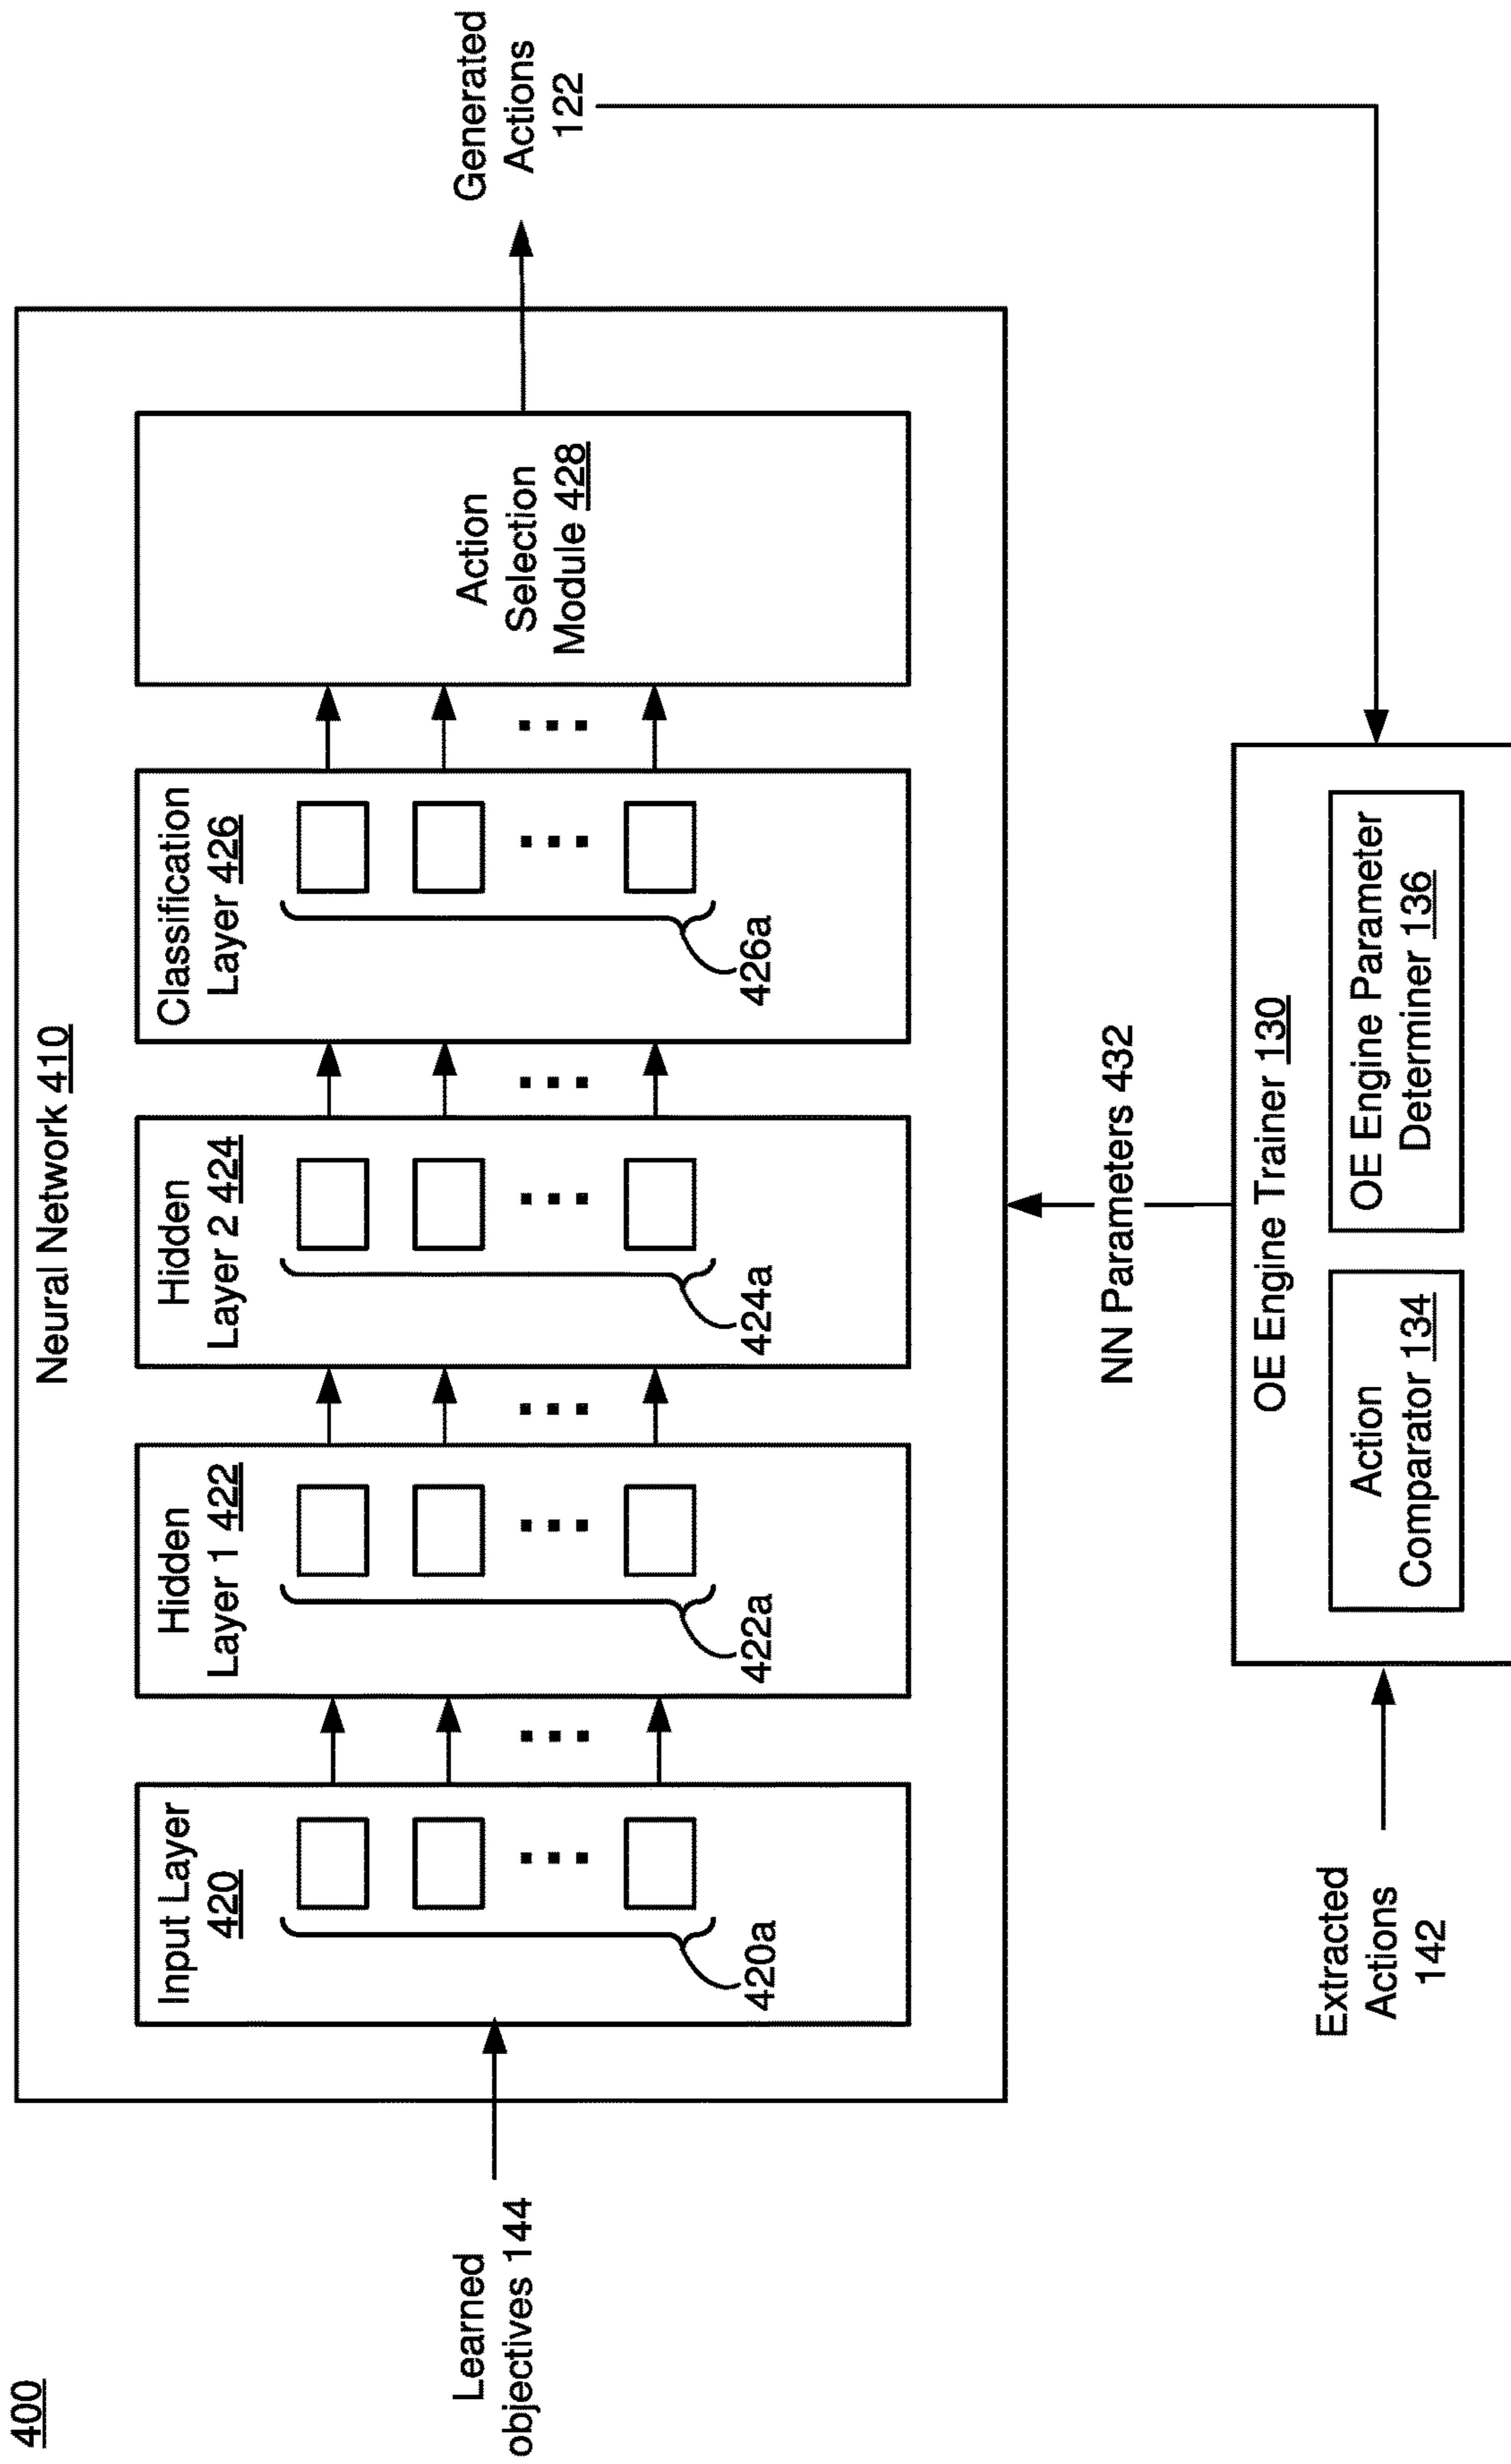 400
Neural Network 410
Learned
objectives 144
Input Layer
420
420a
Hidden
Layer 1 422
422a
Hidden
Layer 2 424
424a
Classification
Layer 426
426a
Action
Selection
Module 428
Generated
Actions
122
NN Parameters 432
OE Engine Trainer 130
Extracted
Actions
142
Action
Comparator 134
OE Engine Parameter
Determiner 136